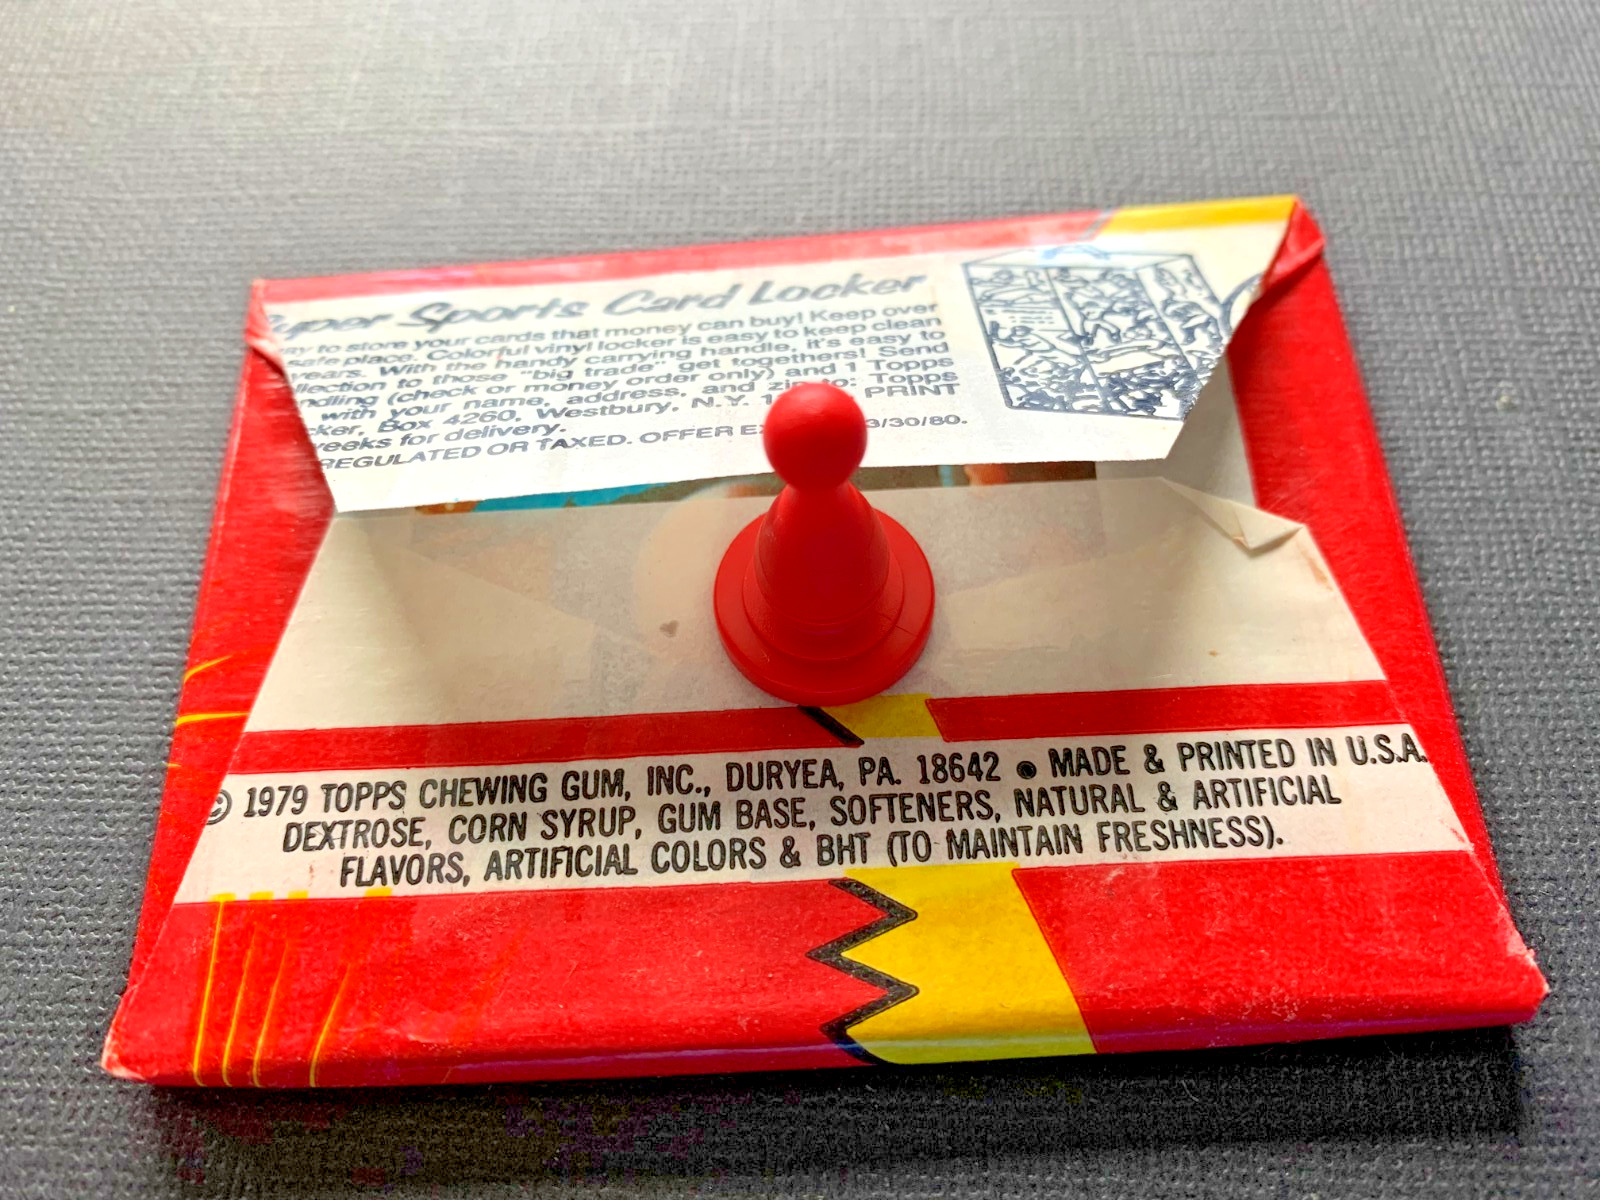 Super Sports Card Locker
to store your cards that money can buy! Keep over
safe place. Colorful vinyl locker is easy to keep clean
years. With the handy carrying handle, it's easy to
to those "big trade" get togethers! Send
(check or money order only) and 1 Topps
with your name, address, and zip to: Topps
Box 4260, Westbury, N.Y. PRINT
weeks for delivery.
REGULATED OR TAXED. OFFER 3/30/80.
© 1979 TOPPS CHEWING GUM, INC., DURYEA, PA. 18642 • MADE & PRINTED IN U.S.A.
DEXTROSE, CORN SYRUP, GUM BASE, SOFTENERS, NATURAL & ARTIFICIAL
FLAVORS, ARTIFICIAL COLORS & BHT (TO MAINTAIN FRESHNESS).